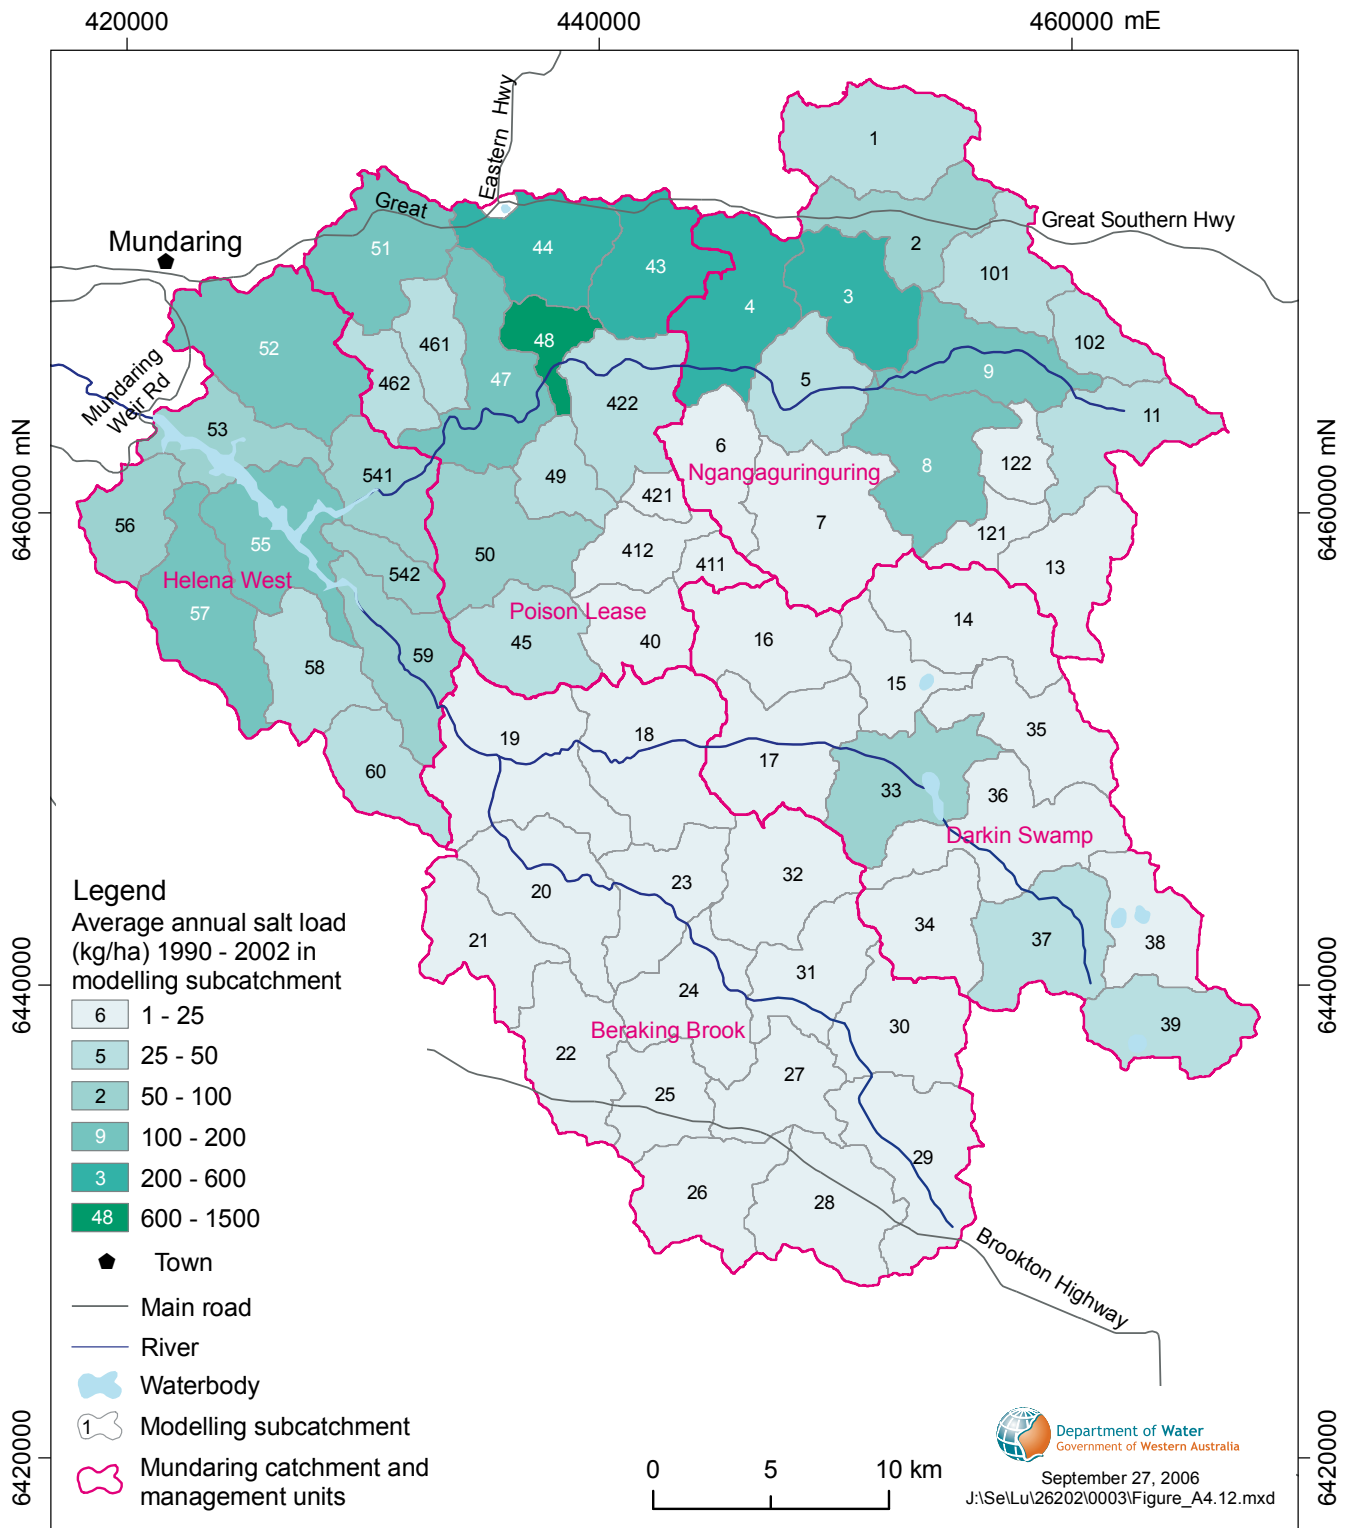 420000
440000
460000 mE
Eastern Hwy
1
Great
Great Southern Hwy
Mundaring
51
44
43
2
101
4
3
48
461
52
102
47
5
9
462
Mundaring
Weir Rd
422
11
53
6
8
122
6460000 mN
6460000 mN
Ngangaguringuring
541
49
421
7
56
121
55
50
412
411
13
542
Helena West
57
Poison Lease
14
45
40
16
59
58
15
19
18
35
17
60
33
36
Darkin Swamp
32
23
20
34
37
38
21
31
24
39
30
Beraking Brook
22
27
25
29
26
28
6440000
6440000
Brookton Highway
Legend
Average annual salt load
(kg/ha) 1990 - 2002 in
modelling subcatchment
6 1 - 25
5 25 - 50
2 50 - 100
9 100 - 200
3 200 - 600
48 600 - 1500
Town
Main road
River
Waterbody
1 Modelling subcatchment
Mundaring catchment and
management units
6420000
6420000
0 5 10 km
Department of Water
Government of Western Australia
September 27, 2006
J:\Se\Lu\26202\0003\Figure_A4.12.mxd